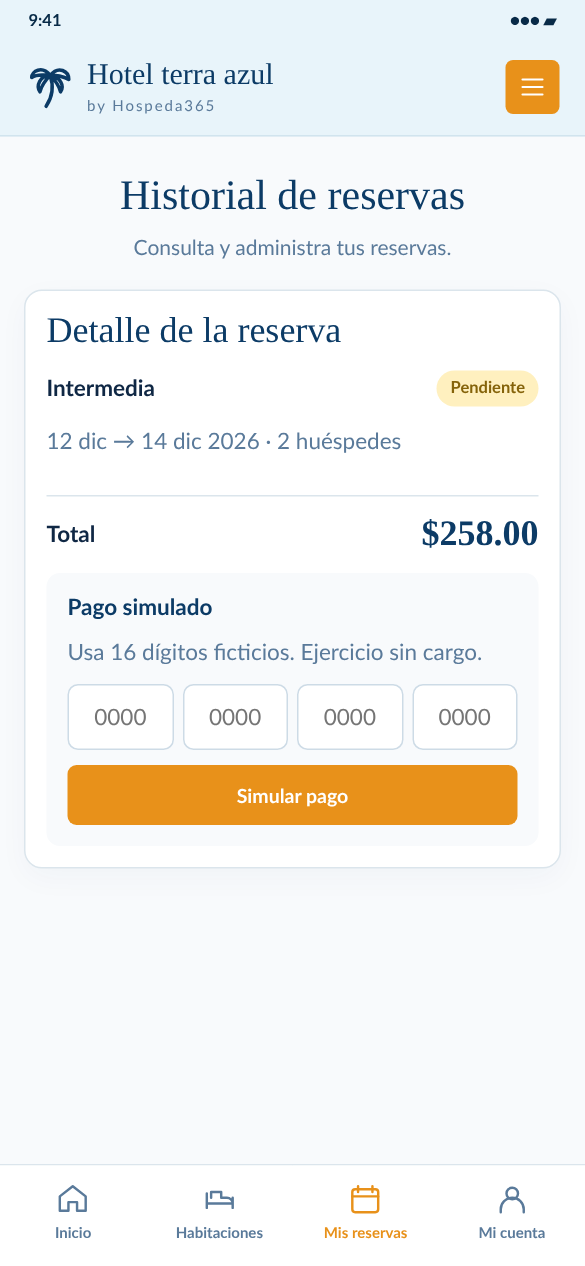 9:41
Hotel terra azul
by Hospeda365
Historial de reservas
Consulta y administra tus reservas.
Detalle de la reserva
Intermedia
Pendiente
12 dic → 14 dic 2026 · 2 huéspedes
Total
$258.00
Pago simulado
Usa 16 dígitos ficticios. Ejercicio sin cargo.
0000 0000 0000 0000
Simular pago
Inicio Habitaciones Mis reservas Mi cuenta